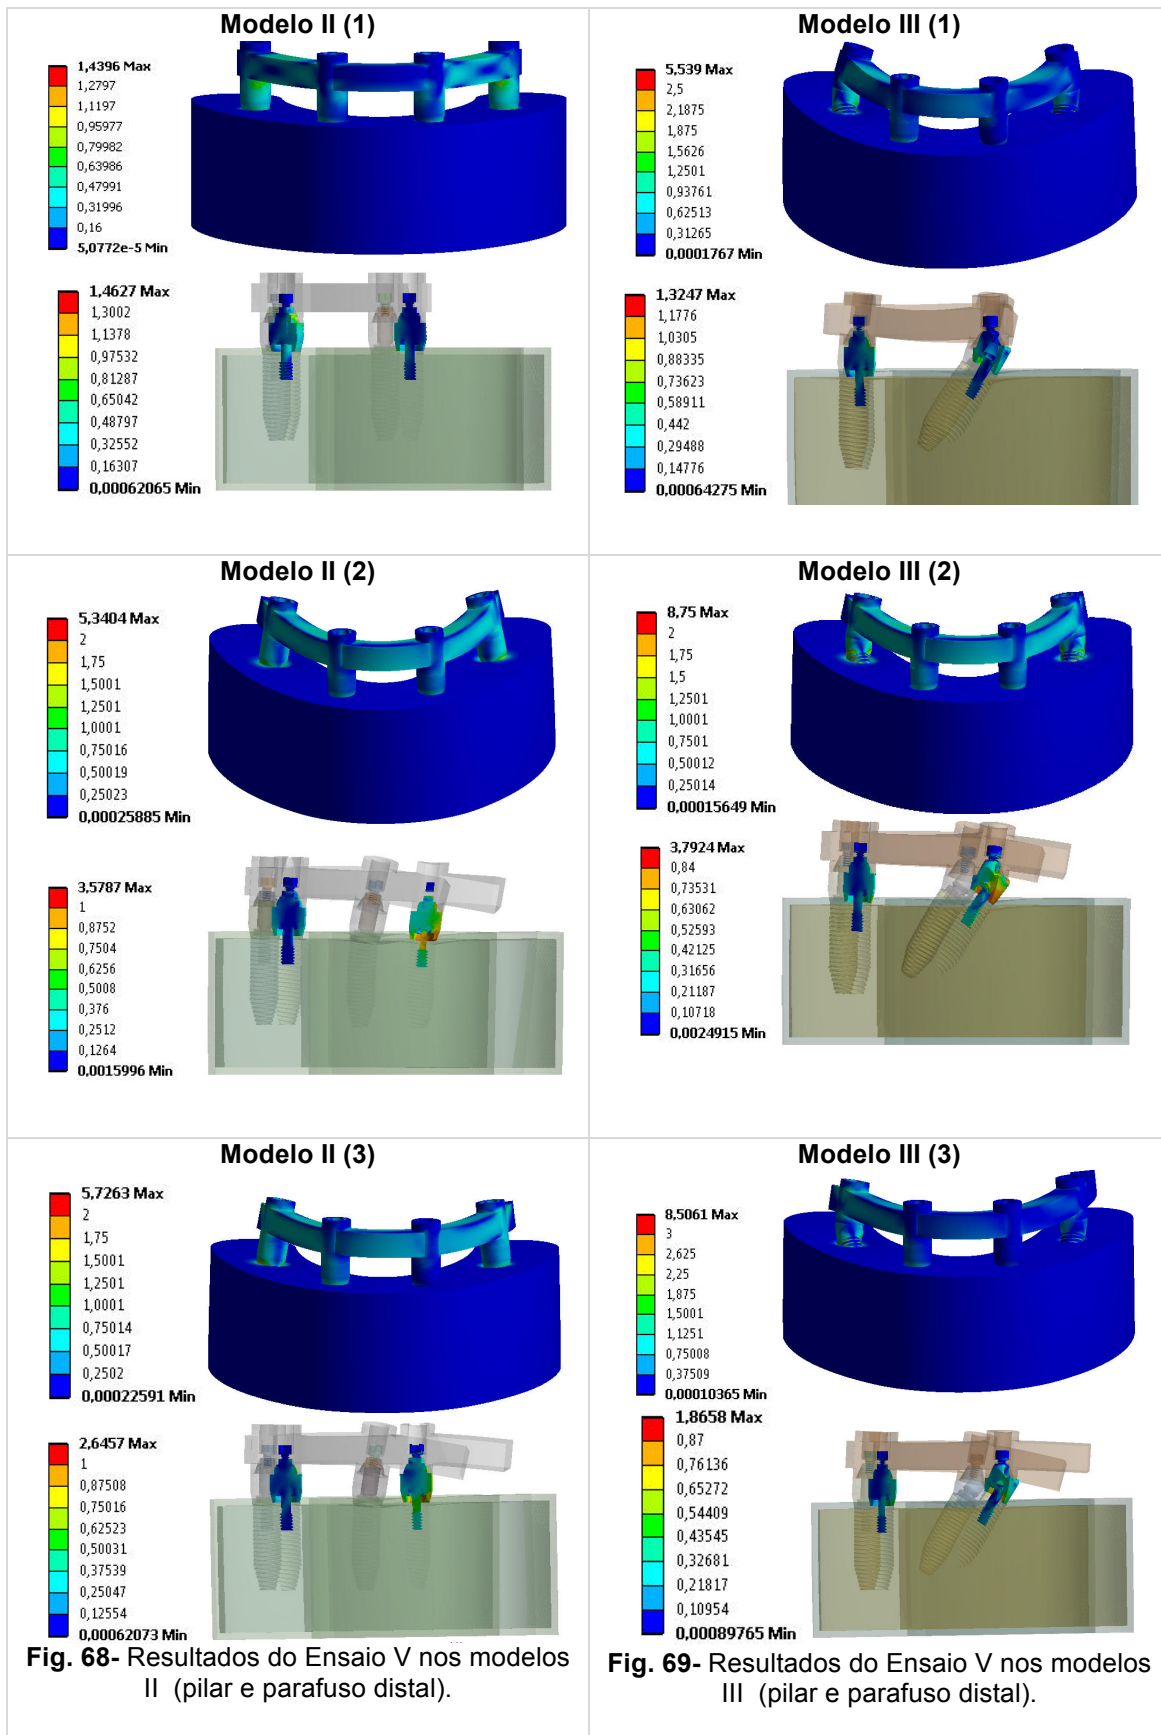 Modelo II (1)
1,4396 Max
1,2797
1,1197
0,95977
0,79982
0,63986
0,47991
0,31996
0,16
5,0772e-5 Min
1,4627 Max
1,3002
1,1378
0,97532
0,81287
0,65042
0,48797
0,32552
0,16307
0,00062065 Min
Modelo III (1)
5,539 Max
2,5
2,1875
1,875
1,5626
1,2501
0,93761
0,62513
0,31265
0,0001767 Min
1,3247 Max
1,1776
1,0305
0,88335
0,73623
0,58911
0,442
0,29488
0,14776
0,00064275 Min
Modelo II (2)
5,3404 Max
2
1,75
1,5001
1,2501
1,0001
0,75016
0,50019
0,25023
0,00025885 Min
3,5787 Max
1
0,8752
0,7504
0,6256
0,5008
0,376
0,2512
0,1264
0,0015996 Min
Modelo III (2)
8,75 Max
2
1,75
1,5
1,2501
1,0001
0,7501
0,50012
0,25014
0,00015649 Min
3,7924 Max
0,84
0,73531
0,63062
0,52593
0,42125
0,31656
0,21187
0,10718
0,0024915 Min
Modelo II (3)
5,7263 Max
2
1,75
1,5001
1,2501
1,0001
0,75014
0,50017
0,2502
0,00022591 Min
2,6457 Max
1
0,87508
0,75016
0,62523
0,50031
0,37539
0,25047
0,12554
0,00062073 Min
Fig. 68- Resultados do Ensaio V nos modelos
II (pilar e parafuso distal).
Modelo III (3)
8,5061 Max
3
2,625
2,25
1,875
1,5001
1,1251
0,75008
0,37509
0,00010365 Min
1,8658 Max
0,87
0,76136
0,65272
0,54409
0,43545
0,32681
0,21817
0,10954
0,00089765 Min
Fig. 69- Resultados do Ensaio V nos modelos
III (pilar e parafuso distal).